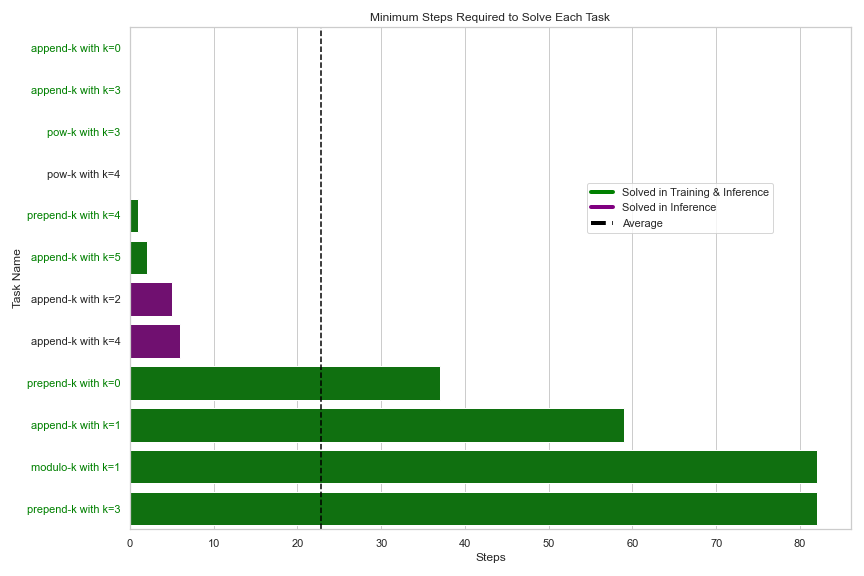 Minimum Steps Required to Solve Each Task
append-k with k=0
append-k with k=3
pow-k with k=3
pow-k with k=4
prepend-k with k=4
append-k with k=5
append-k with k=2
append-k with k=4
prepend-k with k=0
append-k with k=1
modulo-k with k=1
prepend-k with k=3
Task Name
Solved in Training & Inference
Solved in Inference
Average
0 10 20 30 40 50 60 70 80
Steps